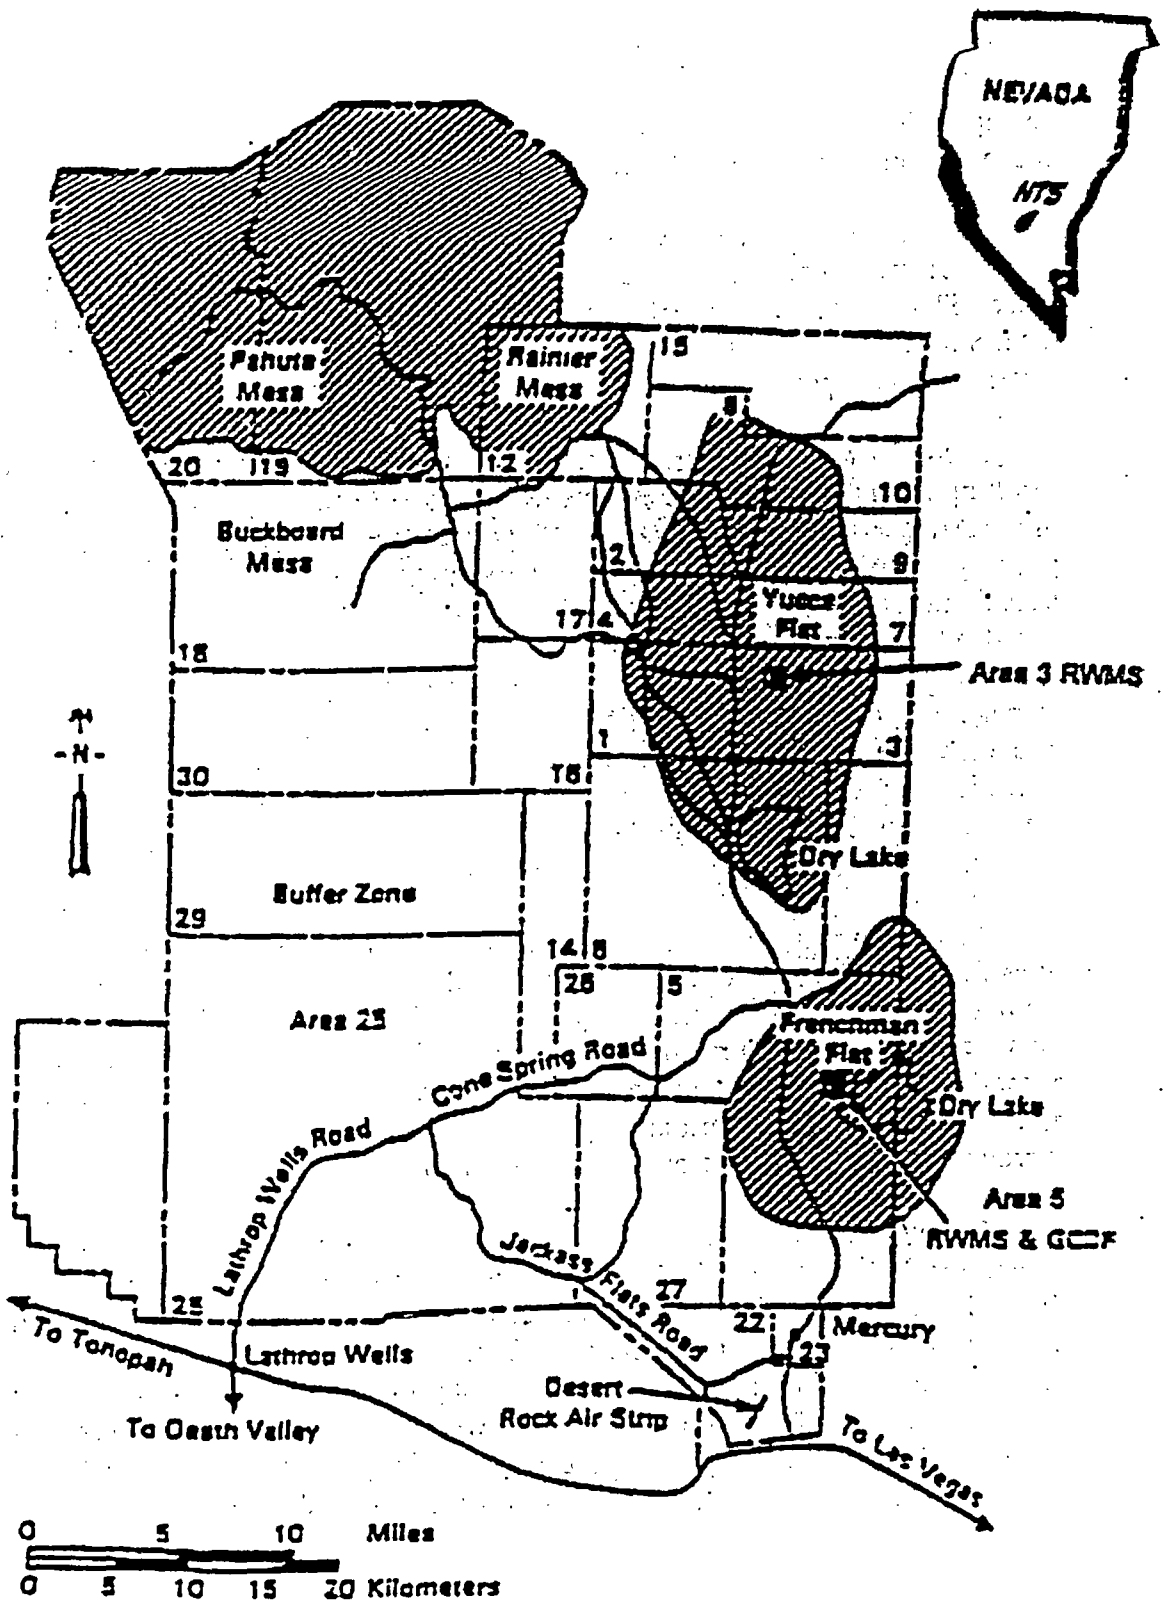 NEVADA
NTS
Pahute
Mesa
Rainier
Mesa
15
8
20
19
12
10
Buckboard
Mesa
2
9
Yucca
Flat
17
4
7
18
Area 3 RWMS
N
1
3
30
16
Dry Lake
Buffer Zone
29
14
6
26
5
Area 25
Frenchman
Flat
Cane Spring Road
Dry Lake
Lathrop Wells Road
Area 5
RWMS & GCDF
Jackass Flats Road
25
27
22
Mercury
23
To Tonopah
Lathrop Wells
Desert
Rock Air Strip
To Death Valley
To Las Vegas
0 5 10 Miles
0 5 10 15 20 Kilometers